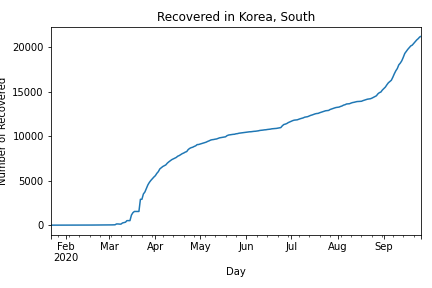 Recovered in Korea, South
Number of Recovered
20000
15000
10000
5000
0
Feb Mar Apr May Jun Jul Aug Sep
2020
Day